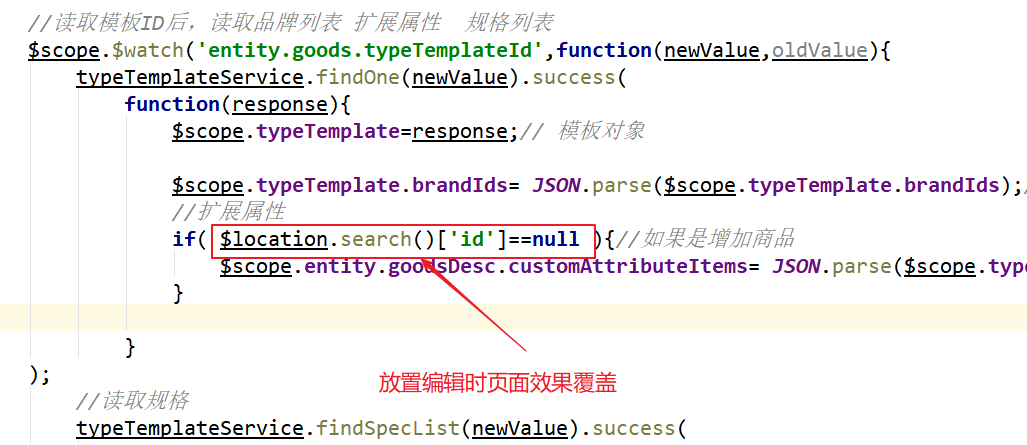 //读取模板ID后，读取品牌列表 扩展属性  规格列表
$scope.$watch('entity.goods.typeTemplateId',function(newValue,oldValue){
typeTemplateService.findOne(newValue).success(
function(response){
$scope.typeTemplate=response;// 模板对象
$scope.typeTemplate.brandIds= JSON.parse($scope.typeTemplate.brandIds);/
//扩展属性
if( $location.search()['id']==null ){//如果是增加商品
$scope.entity.goodsDesc.customAttributeItems= JSON.parse($scope.type
}
}
);
放置编辑时页面效果覆盖
//读取规格
typeTemplateService.findSpecList(newValue).success(